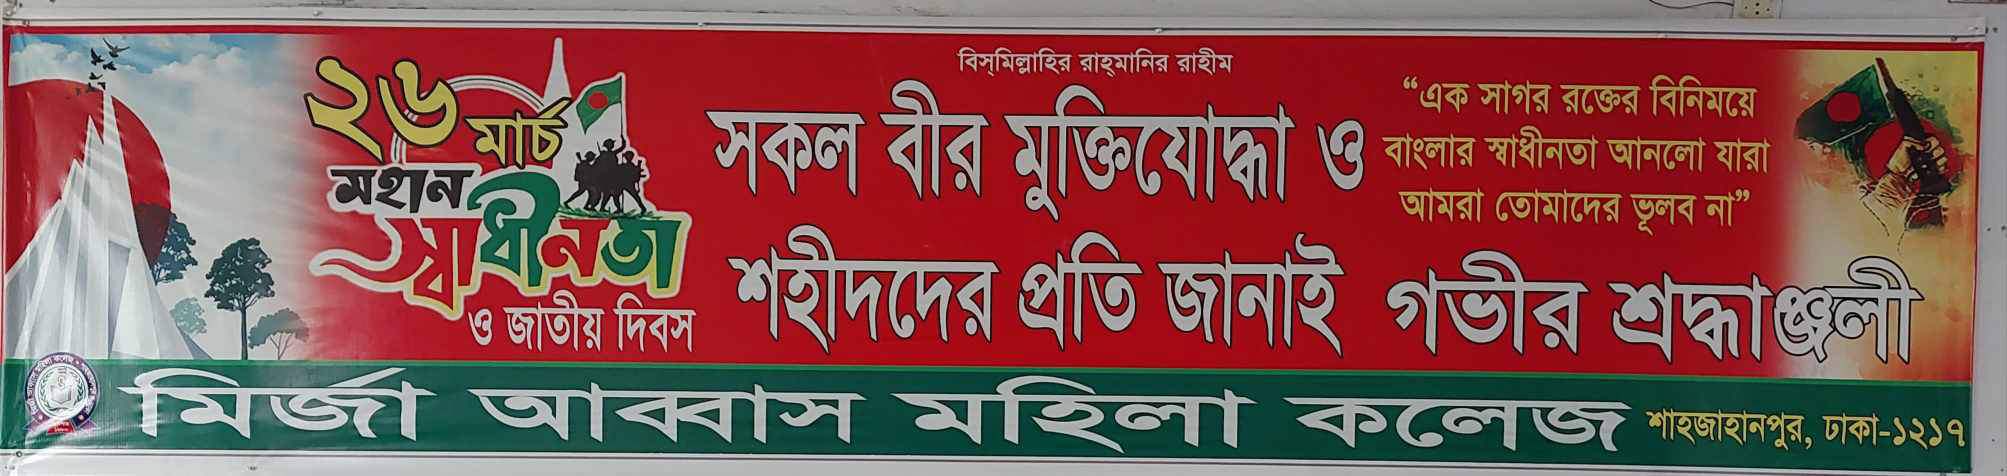 বিস্‌মিল্লাহির রাহ্‌মানির রাহীম
২৬ মার্চ
মহান
স্বাধীনতা
ও জাতীয় দিবস
সকল বীর মুক্তিযোদ্ধা ও
শহীদদের প্রতি জানাই গভীর শ্রদ্ধাঞ্জলী
“এক সাগর রক্তের বিনিময়ে
বাংলার স্বাধীনতা আনলো যারা
আমরা তোমাদের ভূলব না”
মির্জা আব্বাস মহিলা কলেজ
শাহজাহানপুর, ঢাকা-১২১৭